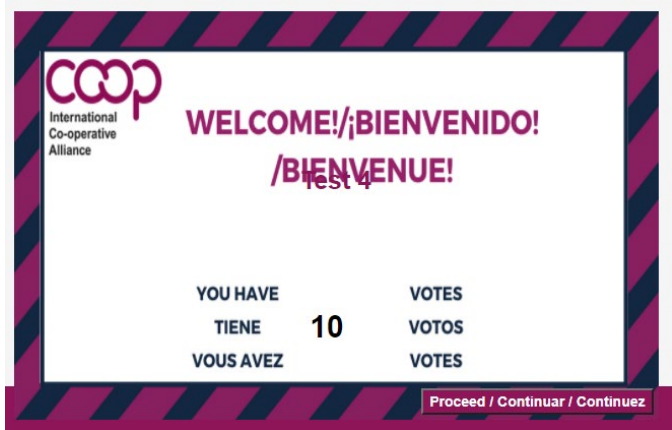 coop
International
Co-operative
Alliance
WELCOME!/¡BIENVENIDO!
/BIENVENUE!
Test 4
YOU HAVE VOTES
TIENE 10 VOTOS
VOUS AVEZ VOTES
Proceed / Continuar / Continuez